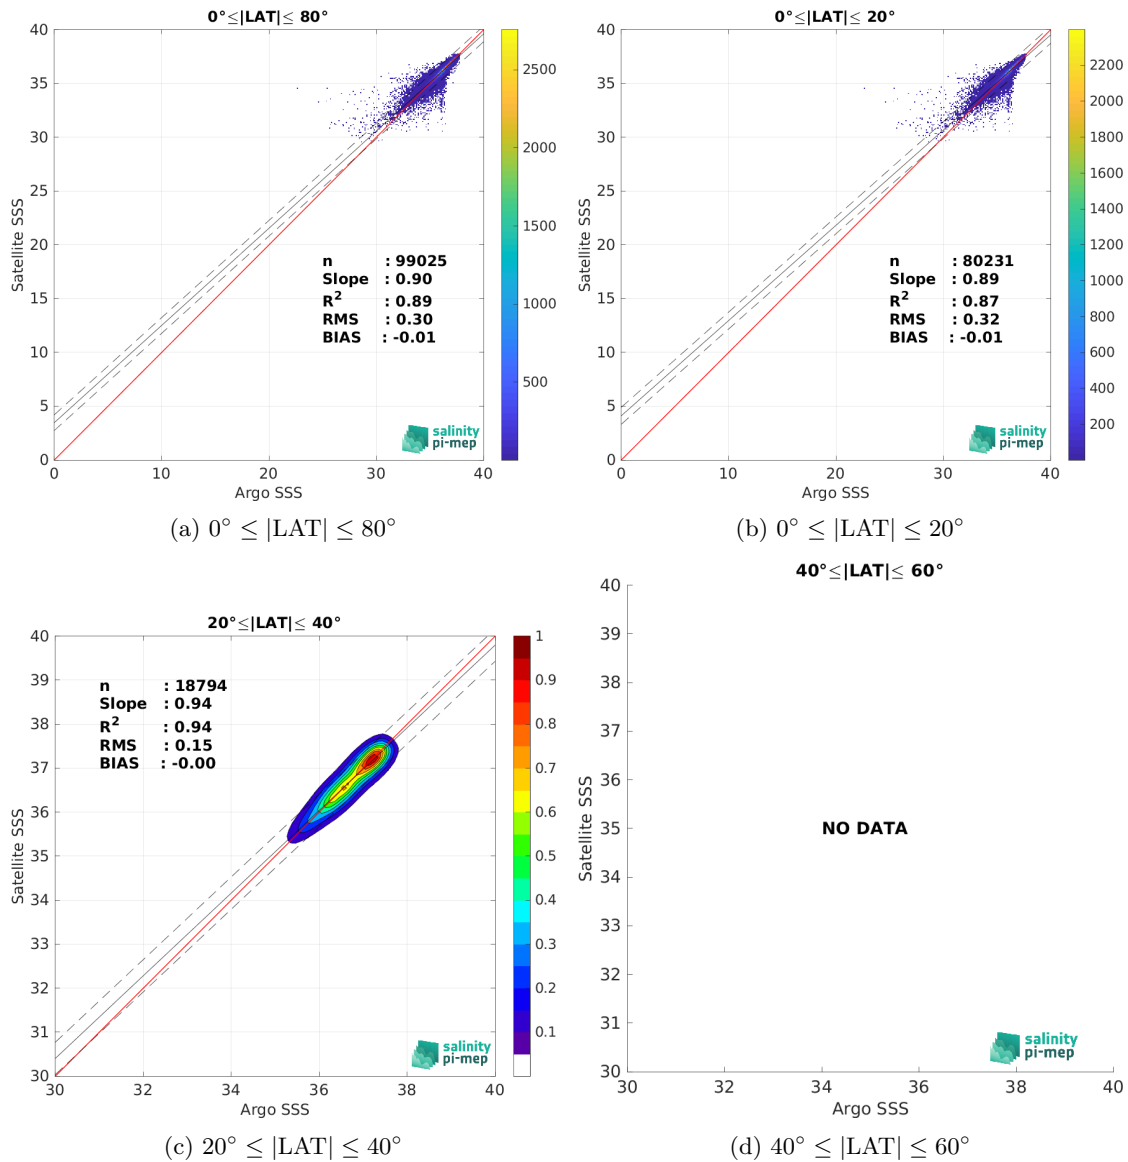 0°≤|LAT|≤ 80°
40
35
30
25
20
15
10
5
0
0
10
20
30
40
Satellite SSS
Argo SSS
n : 99025
Slope : 0.90
R² : 0.89
RMS : 0.30
BIAS : -0.01
2500
2000
1500
1000
500
salinity
pi-mep
(a) 0° ≤ |LAT| ≤ 80°
0°≤|LAT|≤ 20°
40
35
30
25
20
15
10
5
0
0
10
20
30
40
Satellite SSS
Argo SSS
n : 80231
Slope : 0.89
R² : 0.87
RMS : 0.32
BIAS : -0.01
2200
2000
1800
1600
1400
1200
1000
800
600
400
200
salinity
pi-mep
(b) 0° ≤ |LAT| ≤ 20°
20°≤|LAT|≤ 40°
40
39
38
37
36
35
34
33
32
31
30
30
32
34
36
38
40
Satellite SSS
Argo SSS
n : 18794
Slope : 0.94
R² : 0.94
RMS : 0.15
BIAS : -0.00
1
0.9
0.8
0.7
0.6
0.5
0.4
0.3
0.2
0.1
salinity
pi-mep
(c) 20° ≤ |LAT| ≤ 40°
40°≤|LAT|≤ 60°
40
39
38
37
36
35
34
33
32
31
30
30
32
34
36
38
40
Satellite SSS
Argo SSS
NO DATA
salinity
pi-mep
(d) 40° ≤ |LAT| ≤ 60°